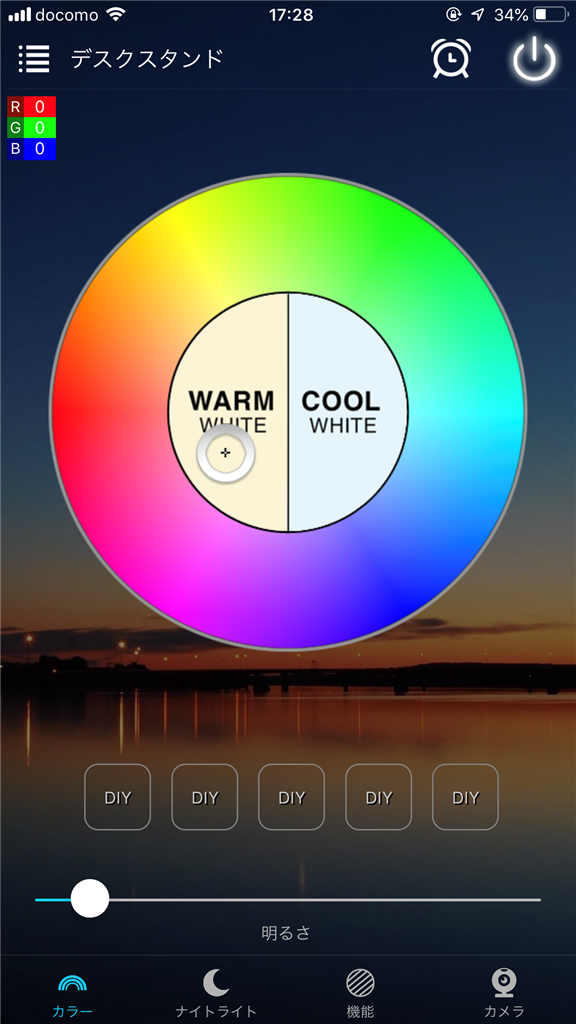 docomo 17:28 34%
デスクスタンド
R 0
G 0
B 0
WARM WHITE
COOL WHITE
DIY DIY DIY DIY DIY
明るさ
カラー ナイトライト 機能 カメラ